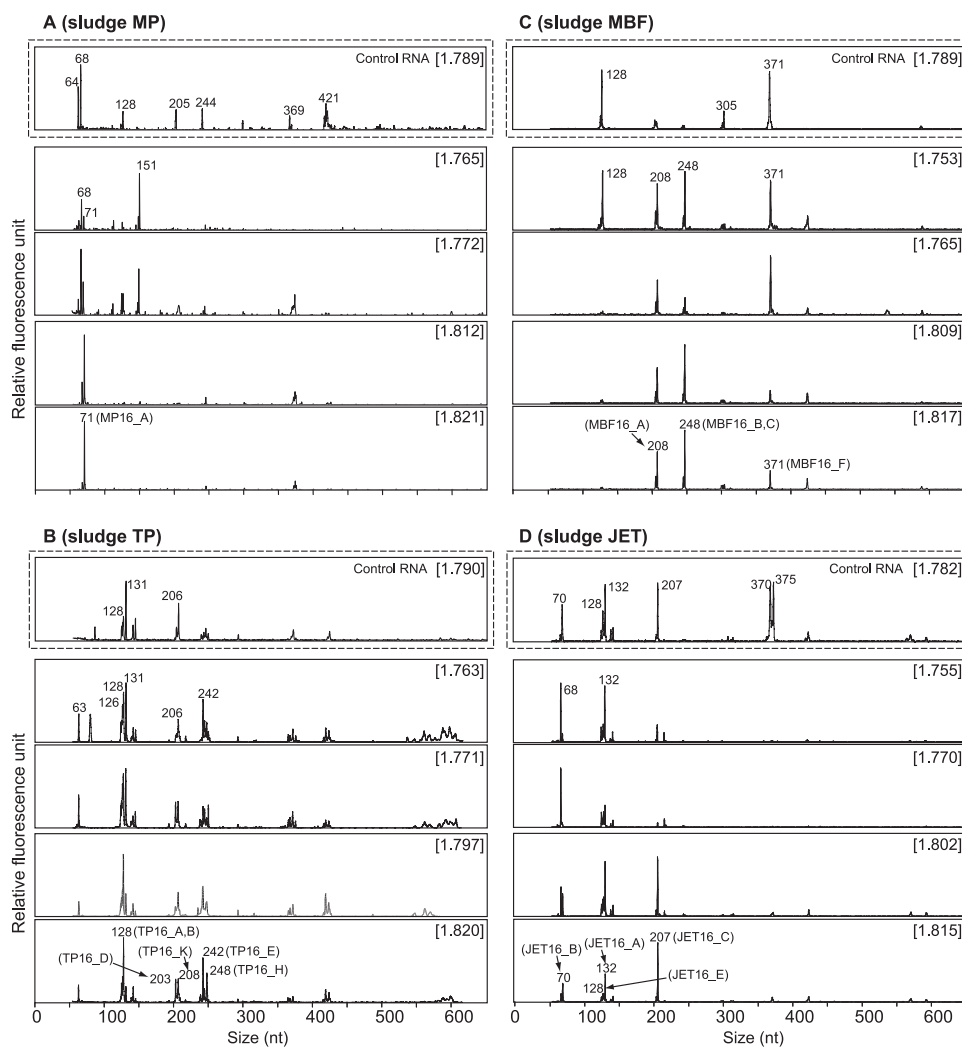 A (sludge MP)
Control RNA [1.789]
68
64
128
205
244
369
421
[1.765]
151
68
71
[1.772]
[1.812]
[1.821]
71 (MP16_A)
Relative fluorescence unit
C (sludge MBF)
Control RNA [1.789]
128
305
371
[1.753]
128
208
248
371
[1.765]
[1.809]
[1.817]
(MBF16_A)
208
248 (MBF16_B,C)
371 (MBF16_F)
B (sludge TP)
Control RNA [1.790]
131
128
206
[1.763]
131
128
126
63
206
242
[1.771]
[1.797]
[1.820]
128 (TP16_A,B)
(TP16_K)
(TP16_D)
203
208
242 (TP16_E)
248 (TP16_H)
0 100 200 300 400 500 600
Size (nt)
Relative fluorescence unit
D (sludge JET)
Control RNA [1.782]
70
128
132
207
370
375
[1.755]
68
132
[1.770]
[1.802]
[1.815]
207 (JET16_C)
(JET16_B)
(JET16_A)
70
132
128
(JET16_E)
0 100 200 300 400 500 600
Size (nt)